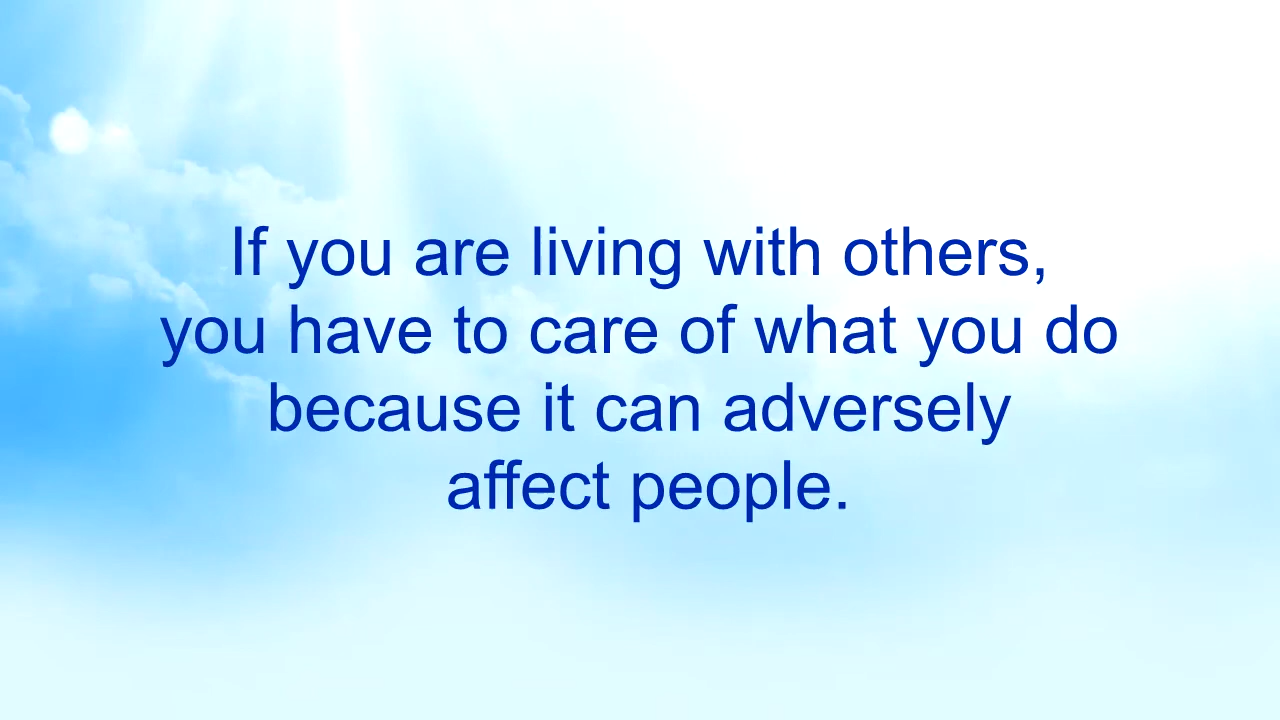 If you are living with others,
you have to care of what you do
because it can adversely
affect people.